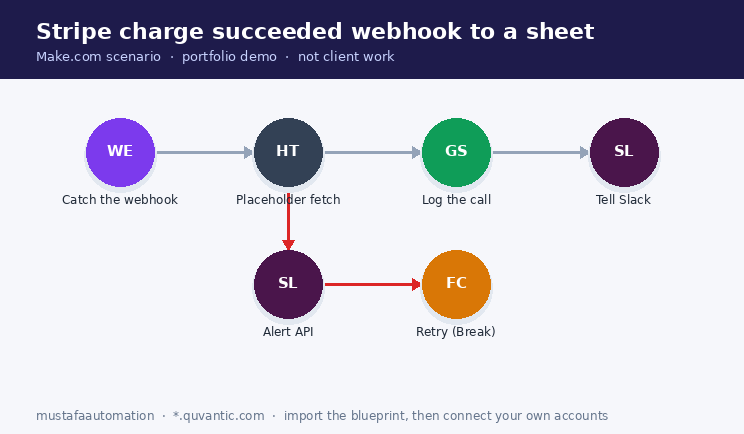 Stripe charge succeeded webhook to a sheet
Make.com scenario · portfolio demo · not client work
WE
HT
GS
SL
Catch the webhook
Placeholder fetch
Log the call
Tell Slack
SL
FC
Alert API
Retry (Break)
mustafaautomation · *.quvantic.com · import the blueprint, then connect your own accounts